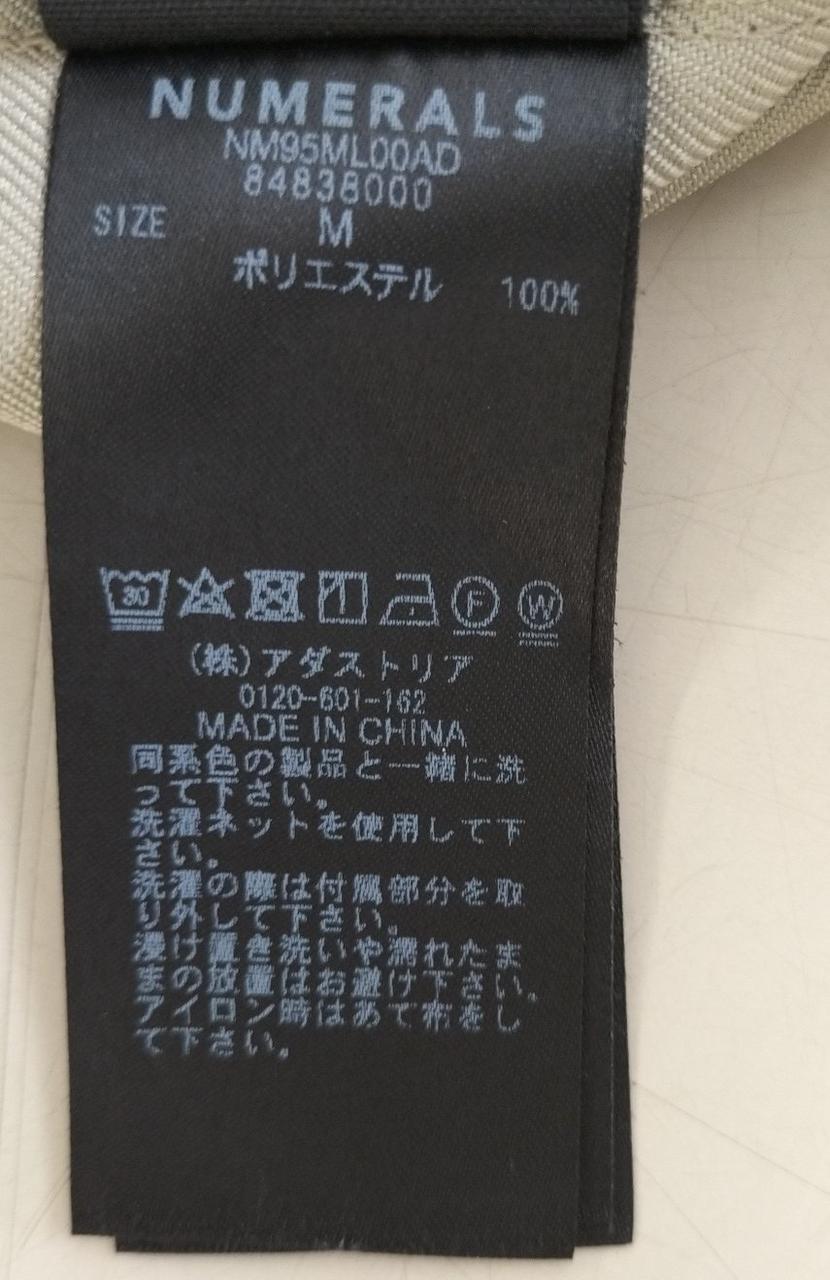 NUMERALS
NM95ML00AD
84838000
SIZE M
ポリエステル 100%
30
F W
(株)アダストリア
0120-601-162
MADE IN CHINA
同系色の製品と一緒に洗
って下さい。
洗濯ネットを使用して下
さい。
洗濯の際は付属部分を取
り外して下さい。
浸け置き洗いや濡れたま
まの放置はお避け下さい。
アイロン時はあて布をし
て下さい。